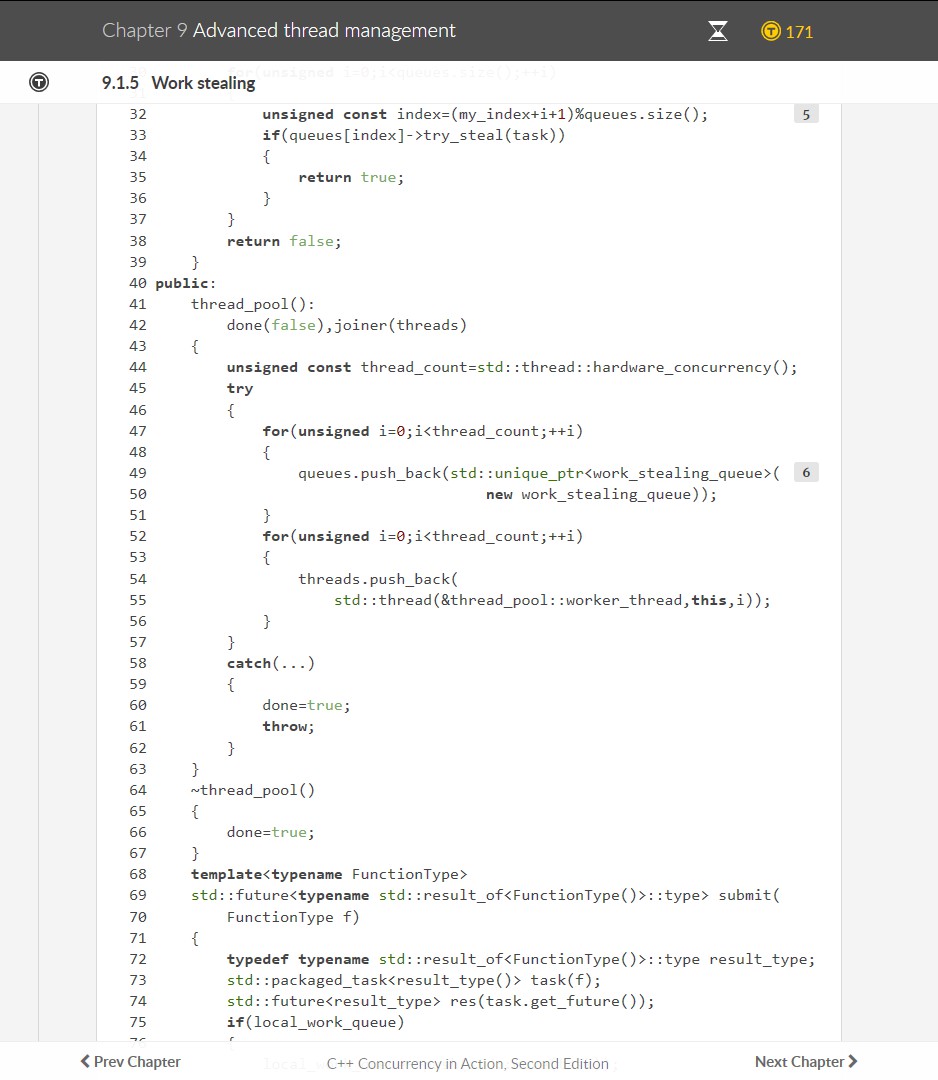 Chapter 9 Advanced thread management
171
9.1.5 Work stealing
for(unsigned i=0;i<queues.size();++i)
32 unsigned const index=(my_index+i+1)%queues.size(); 5
33 if(queues[index]->try_steal(task))
34 {
35 return true;
36 }
37 }
38 return false;
39 }
40 public:
41 thread_pool():
42 done(false),joiner(threads)
43 {
44 unsigned const thread_count=std::thread::hardware_concurrency();
45 try
46 {
47 for(unsigned i=0;i<thread_count;++i)
48 {
49 queues.push_back(std::unique_ptr<work_stealing_queue>( 6
50 new work_stealing_queue));
51 }
52 for(unsigned i=0;i<thread_count;++i)
53 {
54 threads.push_back(
55 std::thread(&thread_pool::worker_thread,this,i));
56 }
57 }
58 catch(...)
59 {
60 done=true;
61 throw;
62 }
63 }
64 ~thread_pool()
65 {
66 done=true;
67 }
68 template<typename FunctionType>
69 std::future<typename std::result_of<FunctionType()>::type> submit(
70 FunctionType f)
71 {
72 typedef typename std::result_of<FunctionType()>::type result_type;
73 std::packaged_task<result_type()> task(f);
74 std::future<result_type> res(task.get_future());
75 if(local_work_queue)
76 {
Prev Chapter C++ Concurrency in Action, Second Edition Next Chapter